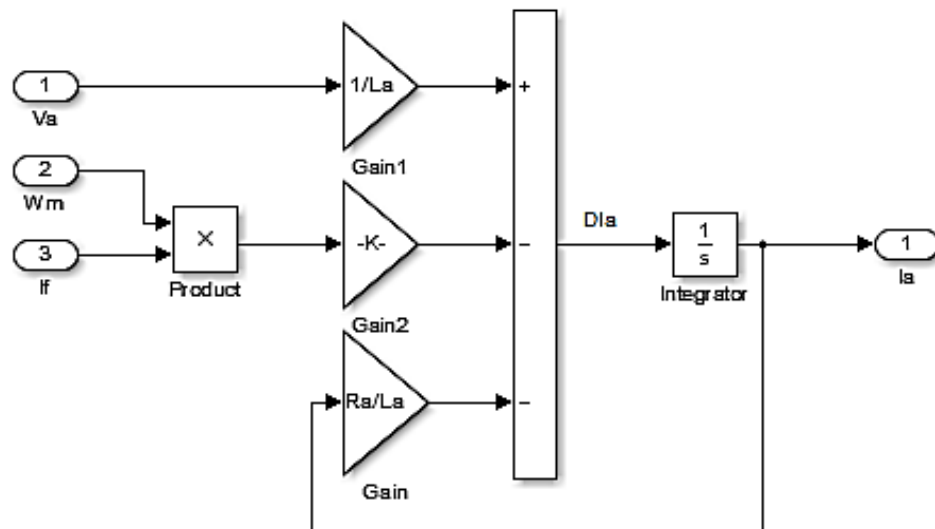 1
Va
2
Wm
3
If
×
Product
1/La
Gain1
-K-
Gain2
Ra/La
Gain
+
−
−
DIa
1
s
Integrator
1
Ia